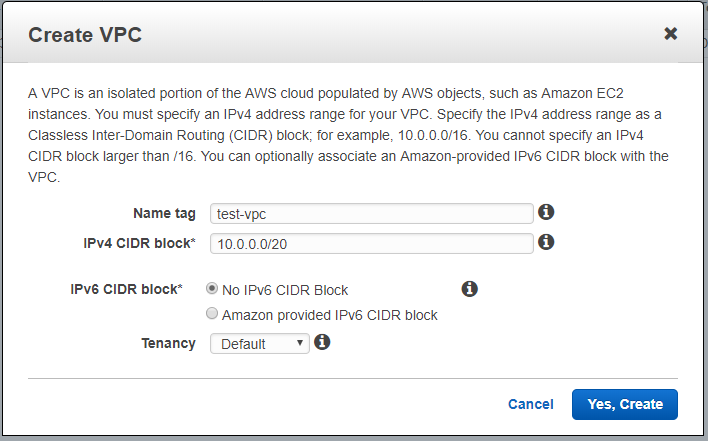 Create VPC
A VPC is an isolated portion of the AWS cloud populated by AWS objects, such as Amazon EC2
instances. You must specify an IPv4 address range for your VPC. Specify the IPv4 address range as a
Classless Inter-Domain Routing (CIDR) block; for example, 10.0.0.0/16. You cannot specify an IPv4
CIDR block larger than /16. You can optionally associate an Amazon-provided IPv6 CIDR block with the
VPC.
Name tag test-vpc
IPv4 CIDR block* 10.0.0.0/20
IPv6 CIDR block* No IPv6 CIDR Block
Amazon provided IPv6 CIDR block
Tenancy Default
Cancel Yes, Create